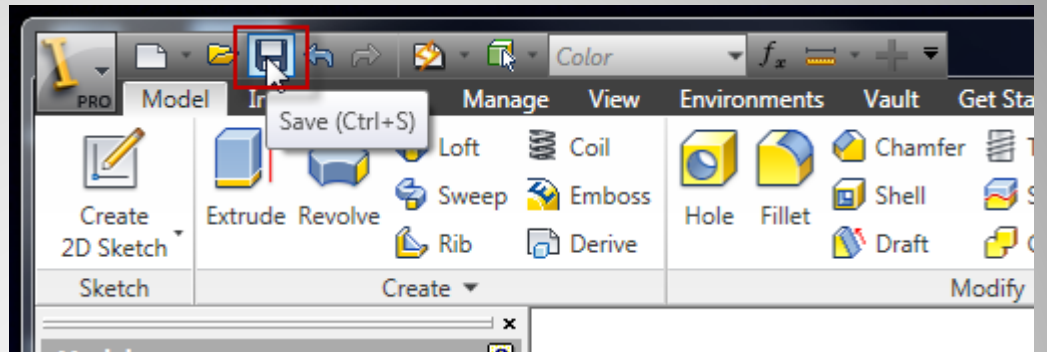 Color
fx
PRO Model Manage View Environments Vault Get Sta
Save (Ctrl+S)
Loft Coil Chamfer
Create
2D Sketch
Extrude Revolve
Sweep Emboss
Hole Fillet
Shell
Rib Derive Draft
Sketch Create Modify
x